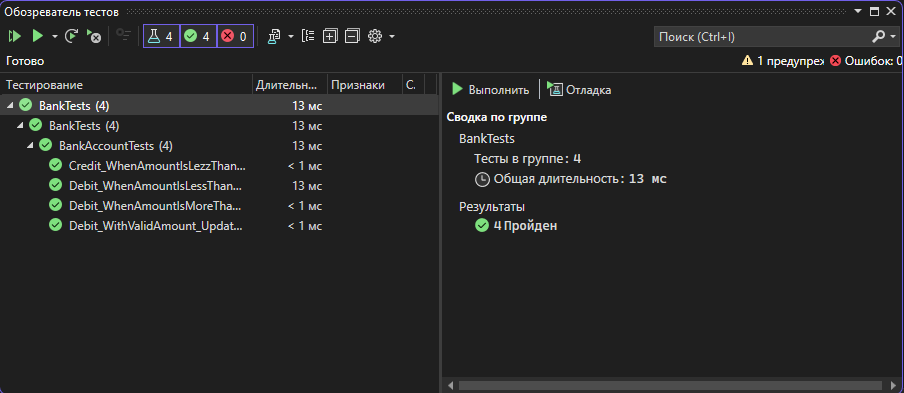 Обозреватель тестов
4 4 0
Поиск (Ctrl+I)
Готово
1 предупреж
Ошибок: 0
Тестирование Длительн... Признаки С.
BankTests (4) 13 мс
BankTests (4) 13 мс
BankAccountTests (4) 13 мс
Credit_WhenAmountIsLezzThan... < 1 мс
Debit_WhenAmountIsLessThan... 13 мс
Debit_WhenAmountIsMoreTha... < 1 мс
Debit_WithValidAmount_Updat... < 1 мс
Выполнить Отладка
Сводка по группе
BankTests
Тесты в группе: 4
Общая длительность: 13 мс
Результаты
4 Пройден